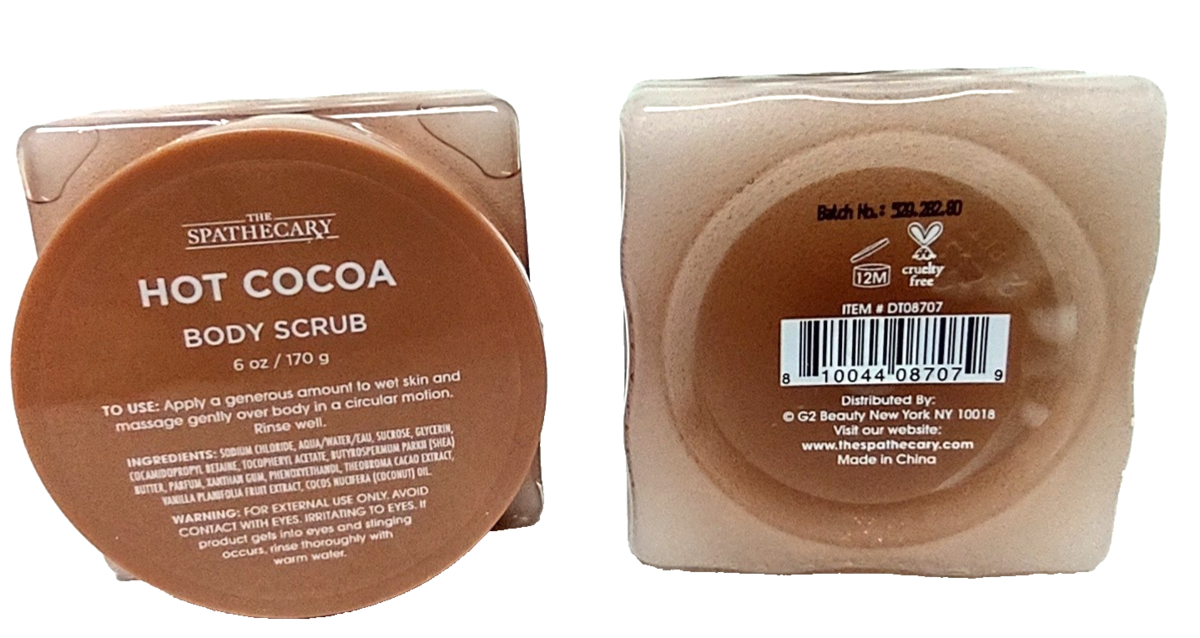 THE
SPATHECARY
HOT COCOA
BODY SCRUB
6 oz / 170 g
TO USE: Apply a generous amount to wet skin and
massage gently over body in a circular motion.
Rinse well.
INGREDIENTS: SODIUM CHLORIDE, AQUA/WATER/EAU, SUCROSE, GLYCERIN,
COCAMIDOPROPYL BETAINE, TOCOPHERYL ACETATE, BUTYROSPERMUM PARKII (SHEA)
BUTTER, PARFUM, XANTHAN GUM, PHENOXYETHANOL, THEOBROMA CACAO EXTRACT,
VANILLA PLANIFOLIA FRUIT EXTRACT, COCOS NUCIFERA (COCONUT) OIL.
WARNING: FOR EXTERNAL USE ONLY. AVOID
CONTACT WITH EYES. IRRITATING TO EYES. If
product gets into eyes and stinging
occurs, rinse thoroughly with
warm water.
Batch No.: 520.282.80
12M
cruelty
free
ITEM # DT08707
8 10044 08707 9
Distributed By:
© G2 Beauty New York NY 10018
Visit our website:
www.thespathecary.com
Made in China